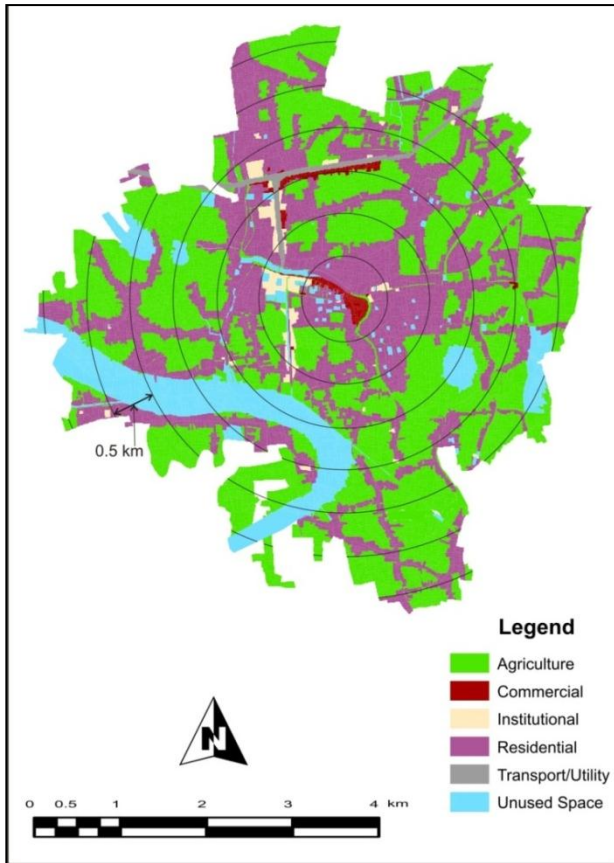 0.5 km
Legend
Agriculture
Commercial
Institutional
Residential
Transport/Utility
Unused Space
N
0 0.5 1 2 3 4 km